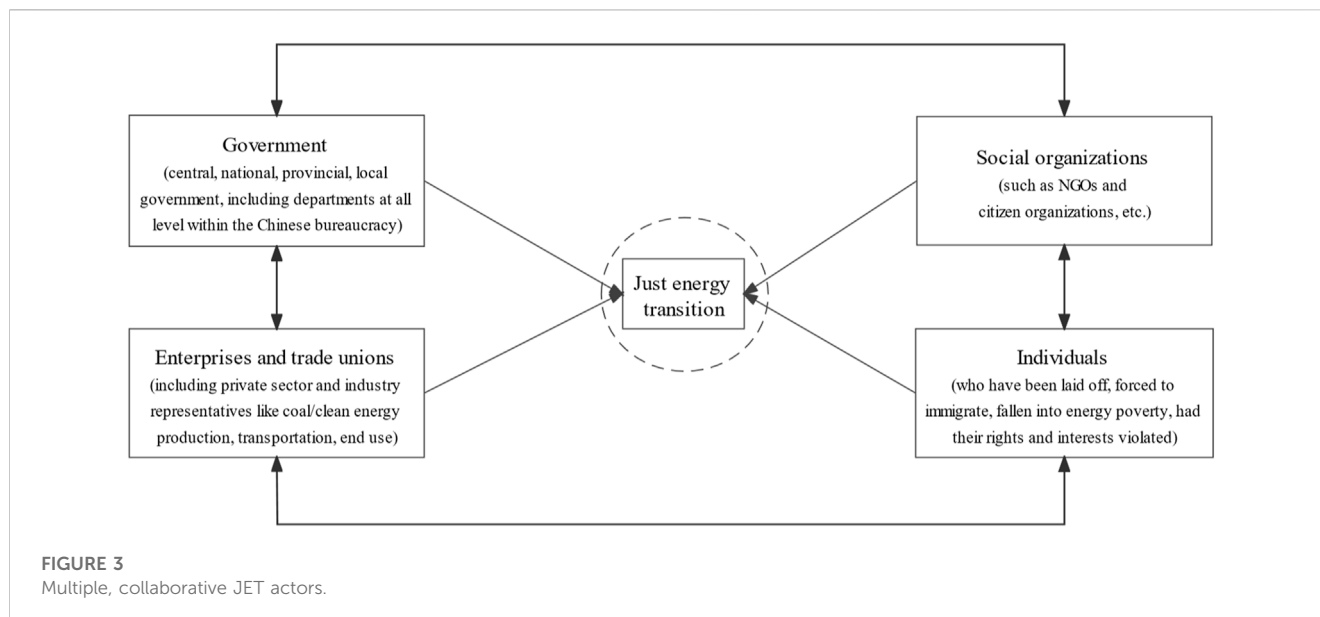 Government
(central, national, provincial, local
government, including departments at all
level within the Chinese bureaucracy)
Social organizations
(such as NGOs and
citizen organizations, etc.)
Just energy
transition
Enterprises and trade unions
(including private sector and industry
representatives like coal/clean energy
production, transportation, end use)
Individuals
(who have been laid off, forced to
immigrate, fallen into energy poverty, had
their rights and interests violated)
FIGURE 3
Multiple, collaborative JET actors.